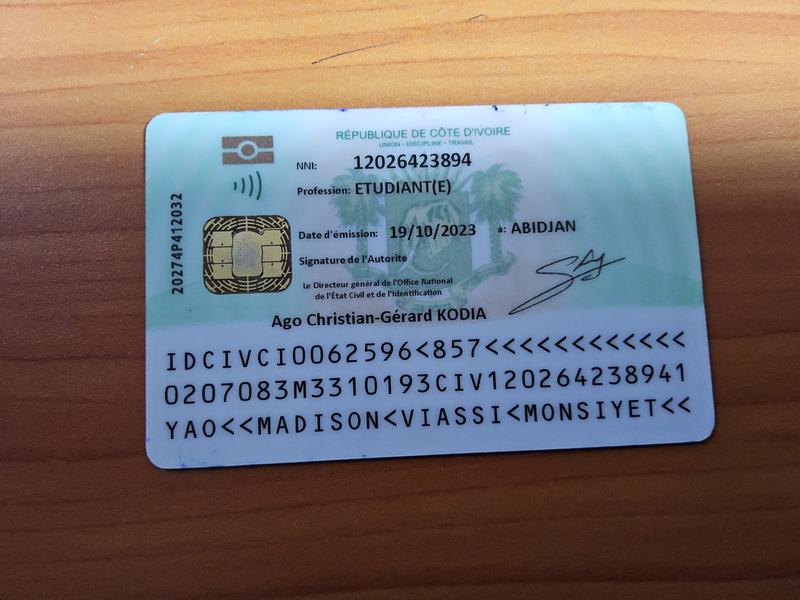 RÉPUBLIQUE DE CÔTE D'IVOIRE
UNION - DISCIPLINE - TRAVAIL
NNI: 12026423894
Profession: ETUDIANT(E)
20274P412032
Date d'émission: 19/10/2023 à: ABIDJAN
Signature de l'Autorité
Le Directeur général de l'Office National
de l'État Civil et de l'Identification
Ago Christian-Gérard KODIA
IDCIVCI0062596<857<<<<<<<<<<<<
0207083M3310193CIV120264238941
YAO<<MADISON<VIASSI<MONSIYET<<